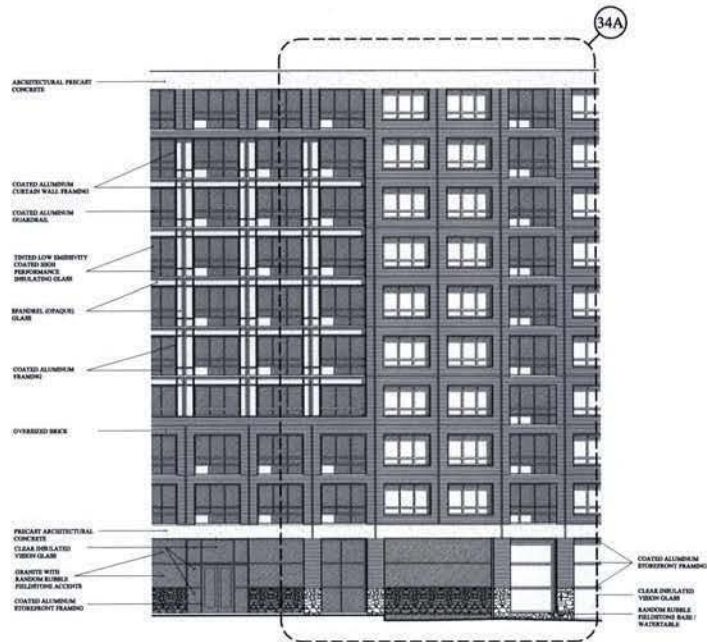 34A
ARCHITECTURAL PRECAST
CONCRETE
COATED ALUMINUM
CURTAIN WALL FRAMING
COATED ALUMINUM
GUARDRAIL
TINTED LOW EMISSIVITY
COATED HIGH
PERFORMANCE
INSULATING GLASS
SPANDREL (OPAQUE)
GLASS
COATED ALUMINUM
FRAMING
OVERSIZED BRICK
PRECAST ARCHITECTURAL
CONCRETE
CLEAR INSULATED
VISION GLASS
GRANITE WITH
RANDOM RUBBLE
FIELDSTONE ACCENTS
COATED ALUMINUM
STOREFRONT FRAMING
COATED ALUMINUM
STOREFRONT FRAMING
CLEAR INSULATED
VISION GLASS
RANDOM RUBBLE
FIELDSTONE BASE /
WATERTABLE